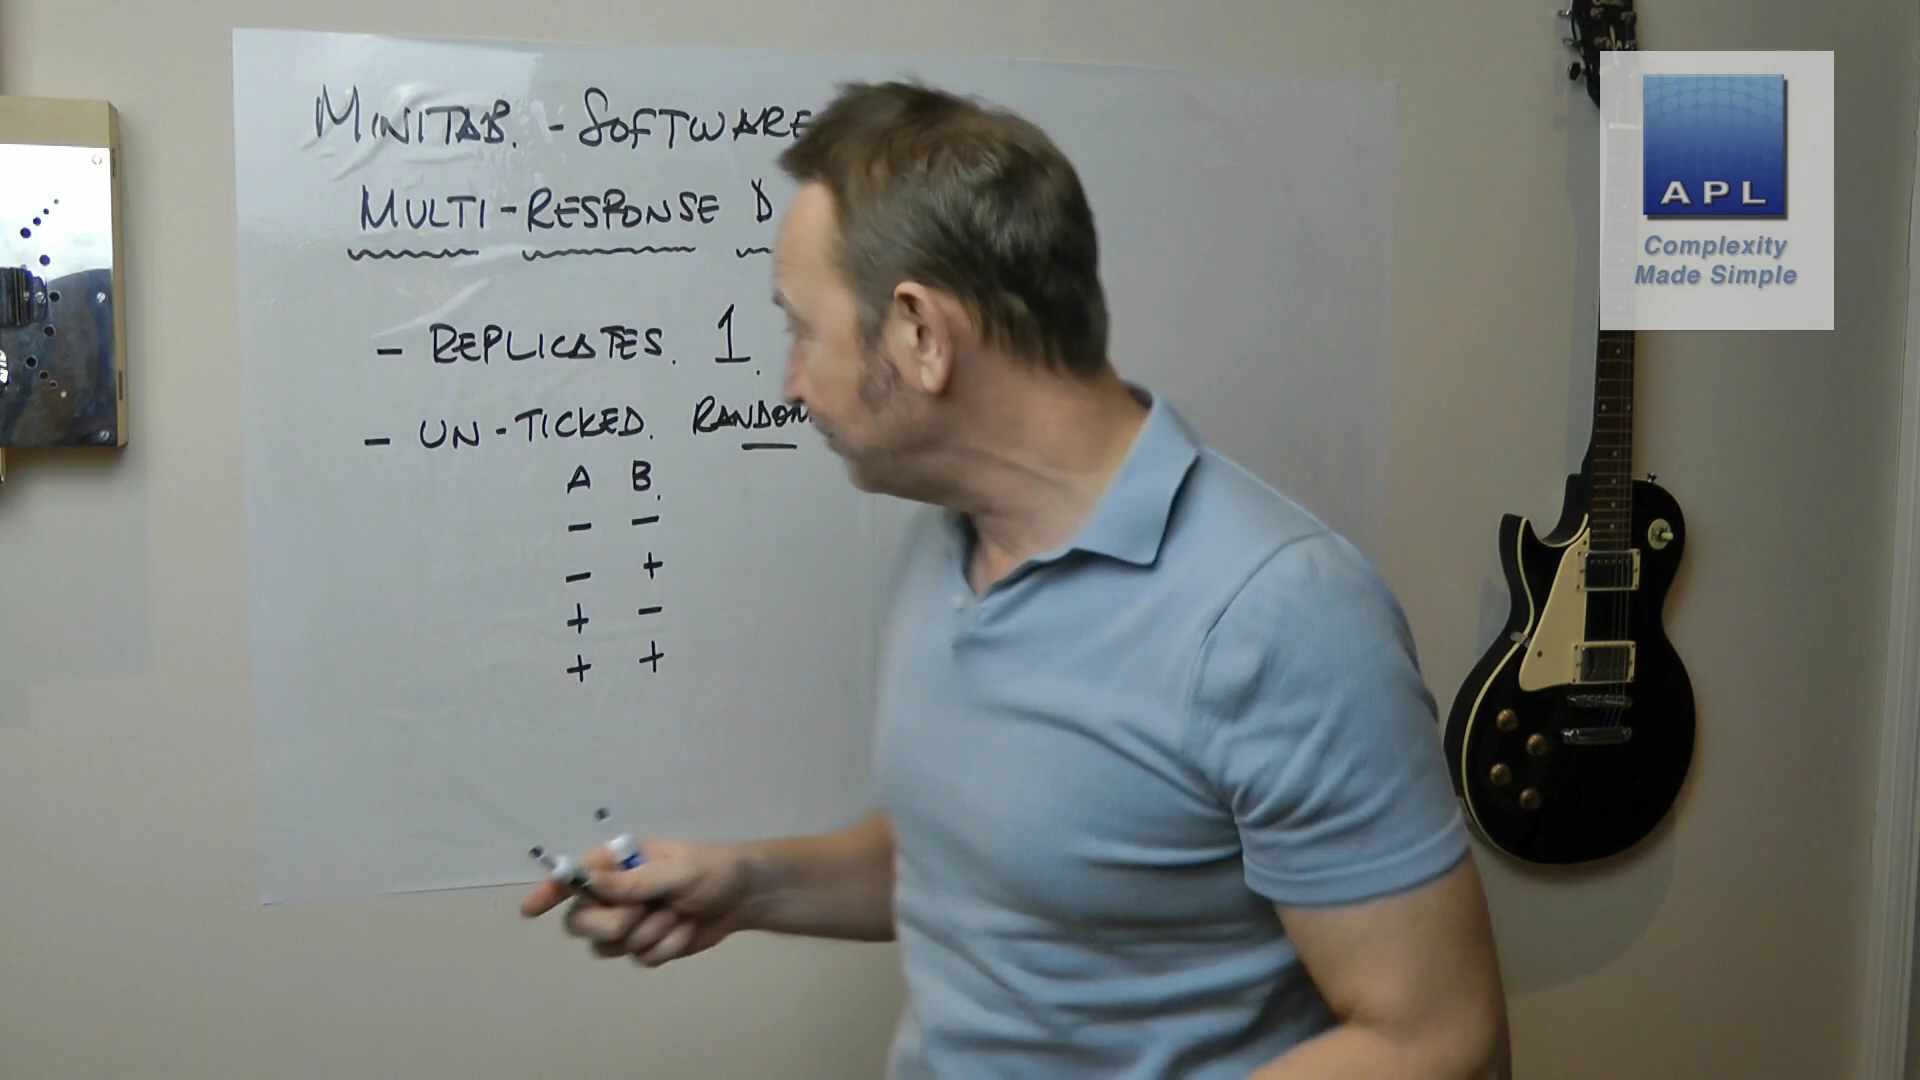 MINITAB. - SOFTWARE
MULTI-RESPONSE D
- REPLICATES. 1.
- UN-TICKED. RANDOM
A B.
- -
- +
+ -
+ +
APL
Complexity
Made Simple